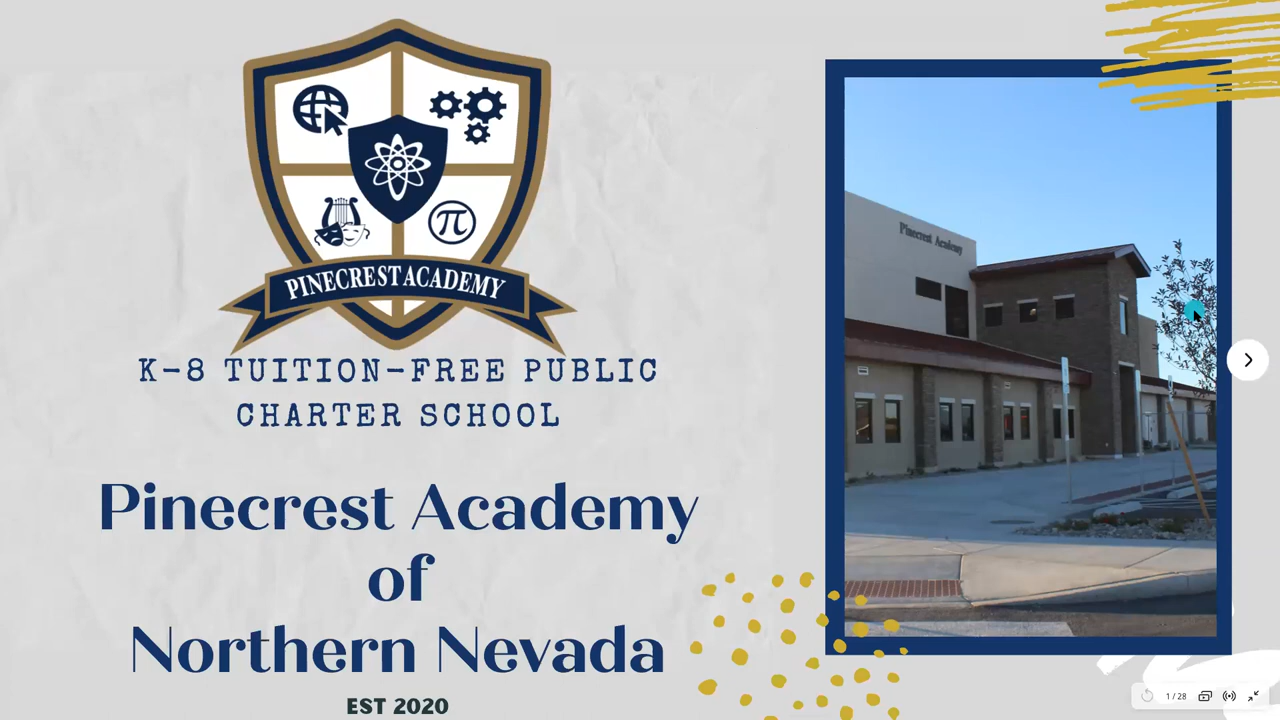 PINECREST ACADEMY
K-8 TUITION-FREE PUBLIC
CHARTER SCHOOL
Pinecrest Academy
of
Northern Nevada
EST 2020
Pinecrest Academy
1 / 28